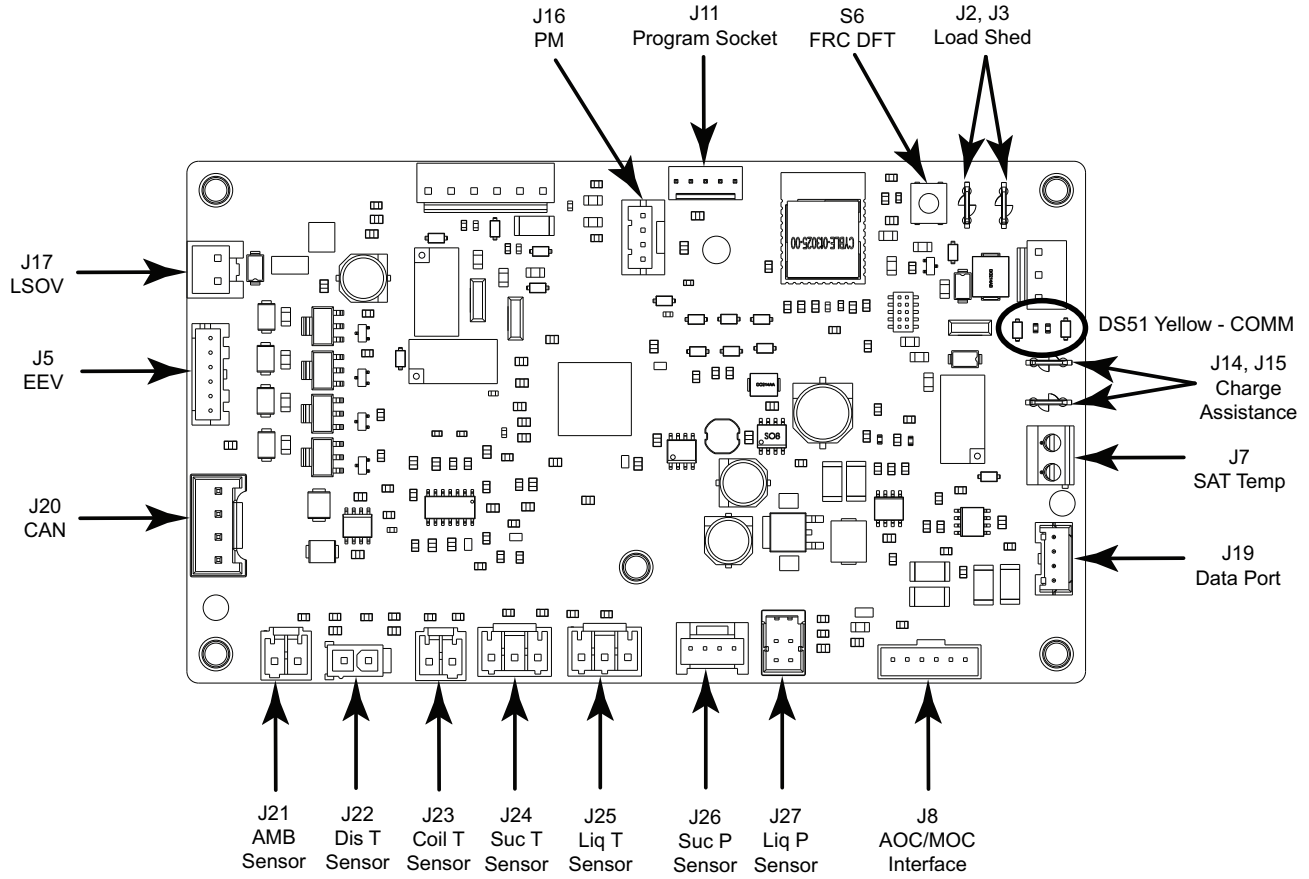 J16
PM
J11
Program Socket
S6
FRC DFT
J2, J3
Load Shed
J17
LSOV
J5
EEV
J20
CAN
CYBLE-013025-00
DS51 Yellow - COMM
J14, J15
Charge
Assistance
J7
SAT Temp
J19
Data Port
SO8
J21
AMB
Sensor
J22
Dis T
Sensor
J23
Coil T
Sensor
J24
Suc T
Sensor
J25
Liq T
Sensor
J26
Suc P
Sensor
J27
Liq P
Sensor
J8
AOC/MOC
Interface